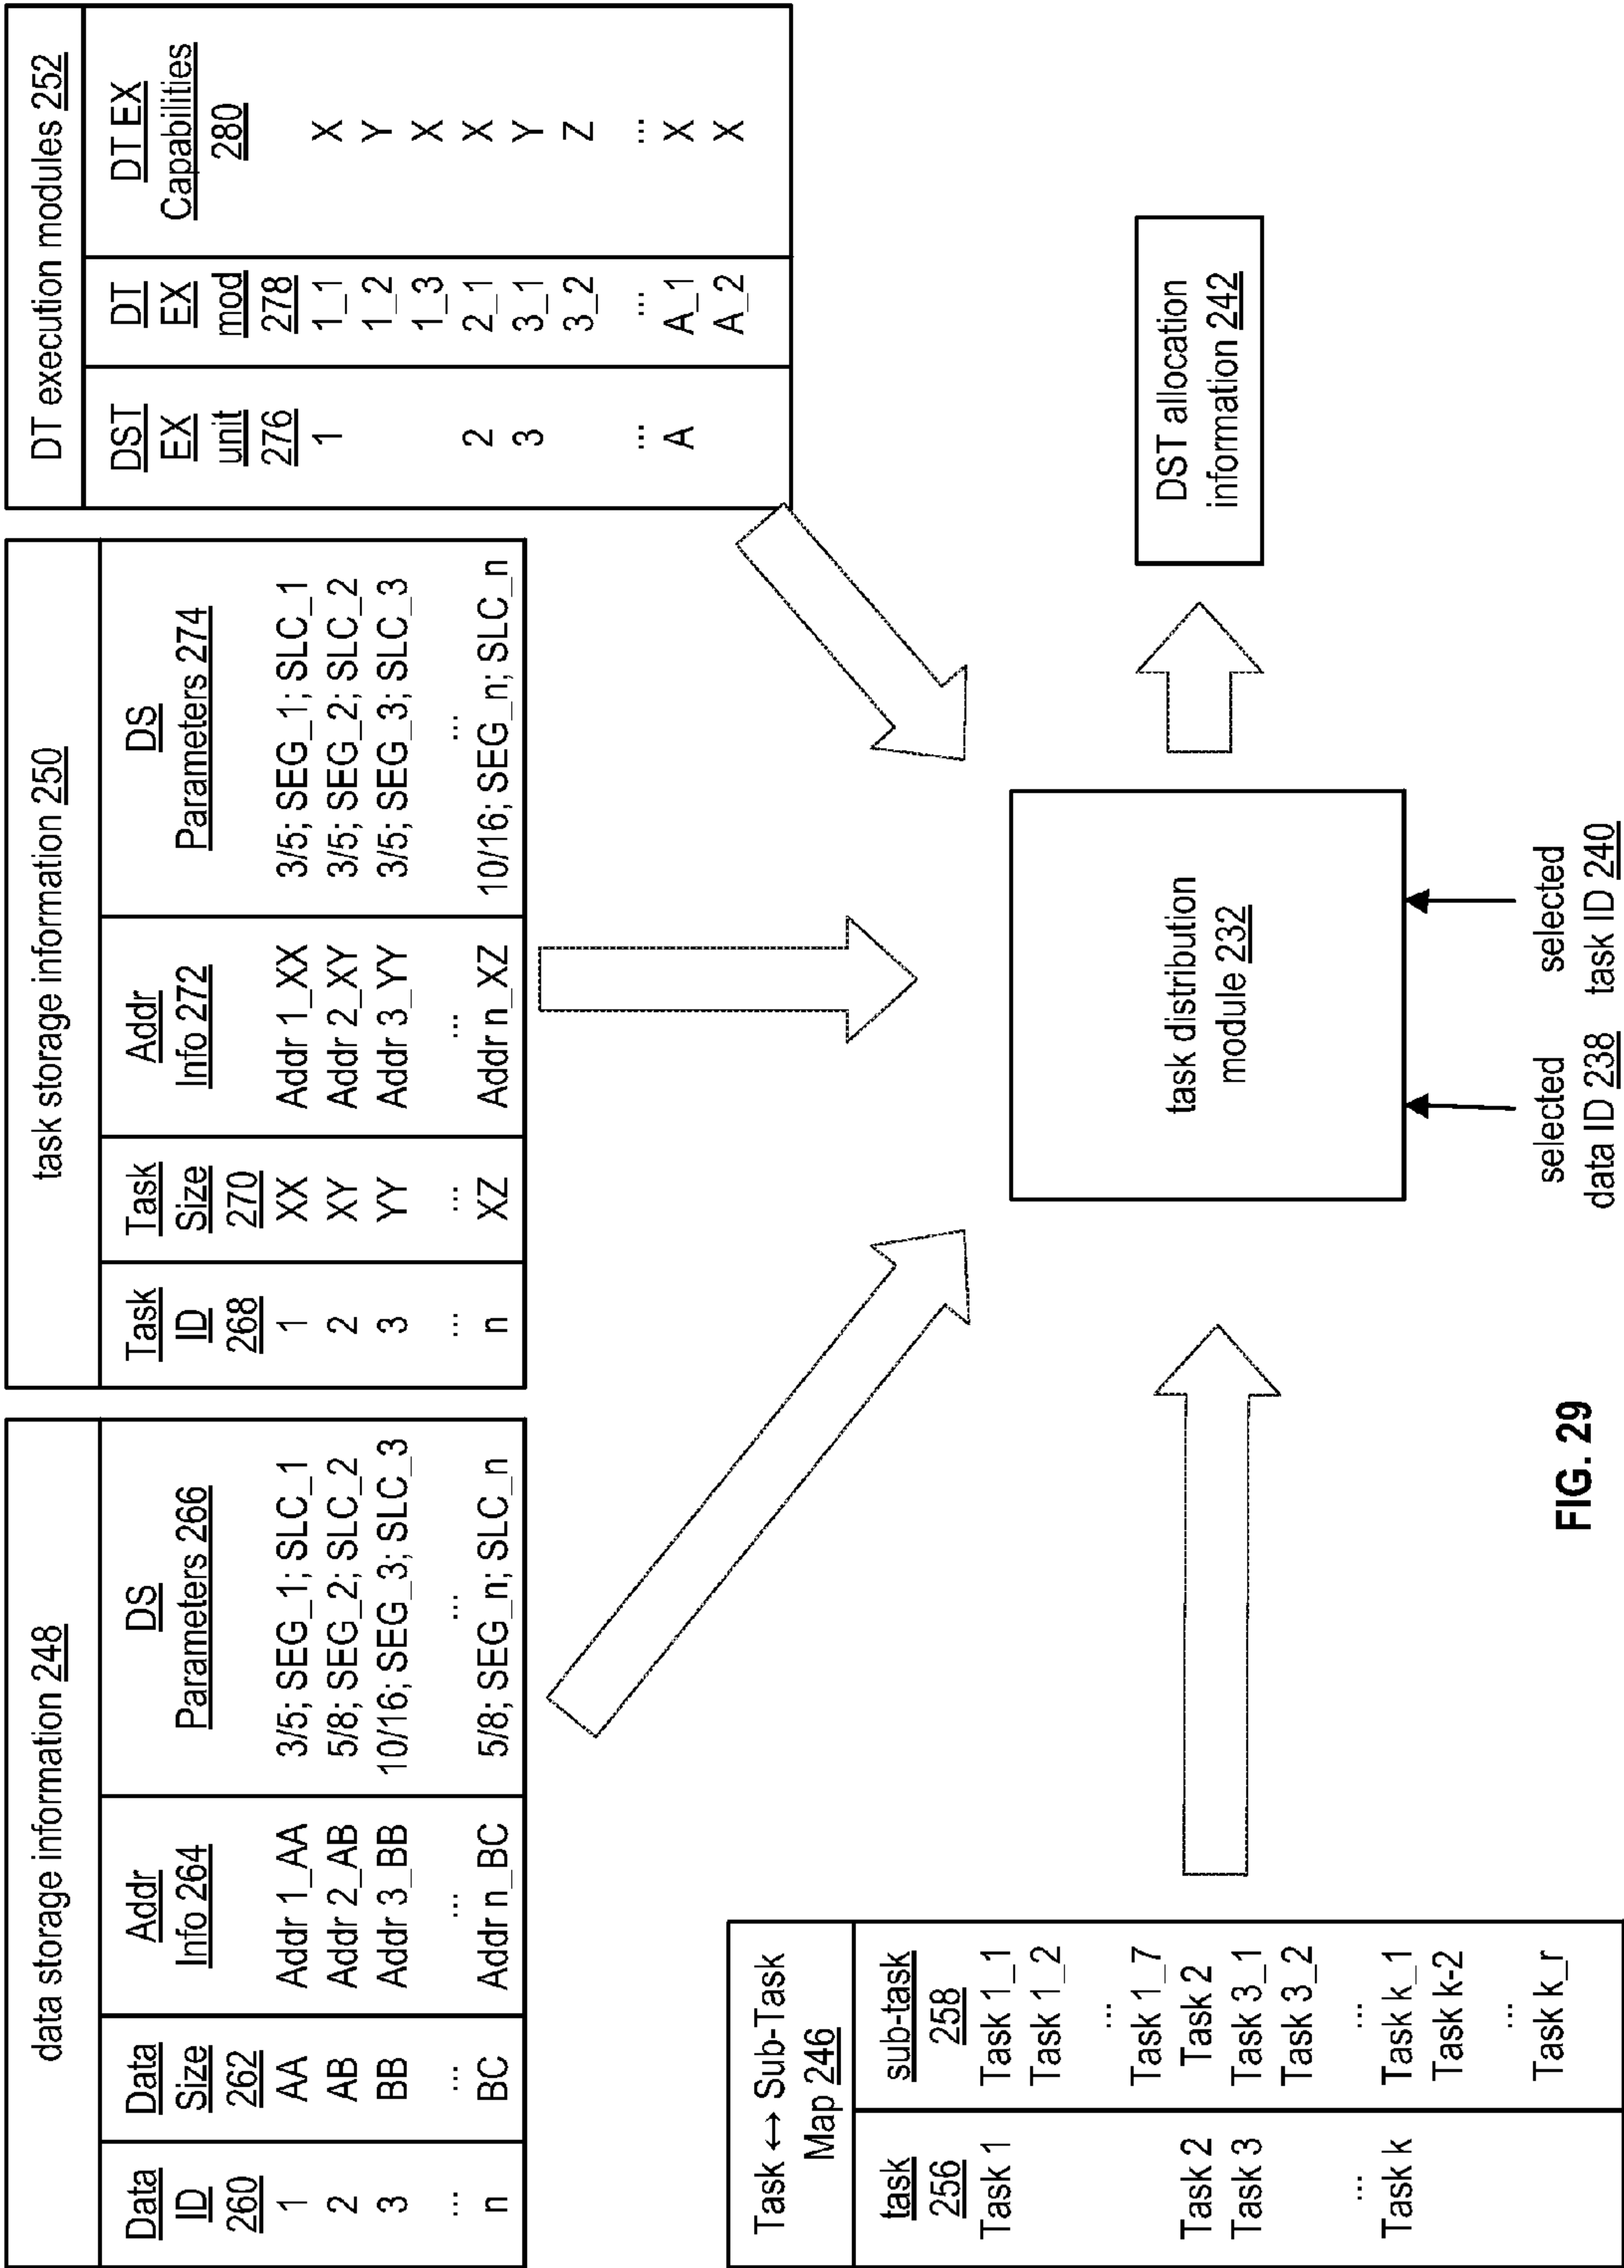 data storage information 248
Data ID 260 Data Size 262 Addr Info 264 DS Parameters 266
1 AA Addr 1_AA 3/5; SEG_1; SLC_1
2 AB Addr 2_AB 5/8; SEG_2; SLC_2
3 BB Addr 3_BB 10/16; SEG_3; SLC_3
... ... ... ...
n BC Addr n_BC 5/8; SEG_n; SLC_n
task storage information 250
Task ID 268 Task Size 270 Addr Info 272 DS Parameters 274
1 XX Addr 1_XX 3/5; SEG_1; SLC_1
2 XY Addr 2_XY 3/5; SEG_2; SLC_2
3 YY Addr 3_YY 3/5; SEG_3; SLC_3
... ... ... ...
n XZ Addr n_XZ 10/16; SEG_n; SLC_n
DT execution modules 252
DST EX unit 276 DT EX mod 278 DT EX Capabilities 280
1 1_1 X
1_2 Y
1_3 X
2 2_1 X
3 3_1 Y
3_2 Z
... ... ...
A A_1 X
A_2 X
Task ↔ Sub-Task
Map 246
task 256 sub-task 258
Task 1 Task 1_1
Task 1_2
...
Task 1_7
Task 2 Task 2
Task 3 Task 3_1
Task 3_2
... ...
Task k Task k_1
Task k-2
...
Task k_r
task distribution
module 232
DST allocation
information 242
selected
data ID 238
selected
task ID 240
FIG. 29